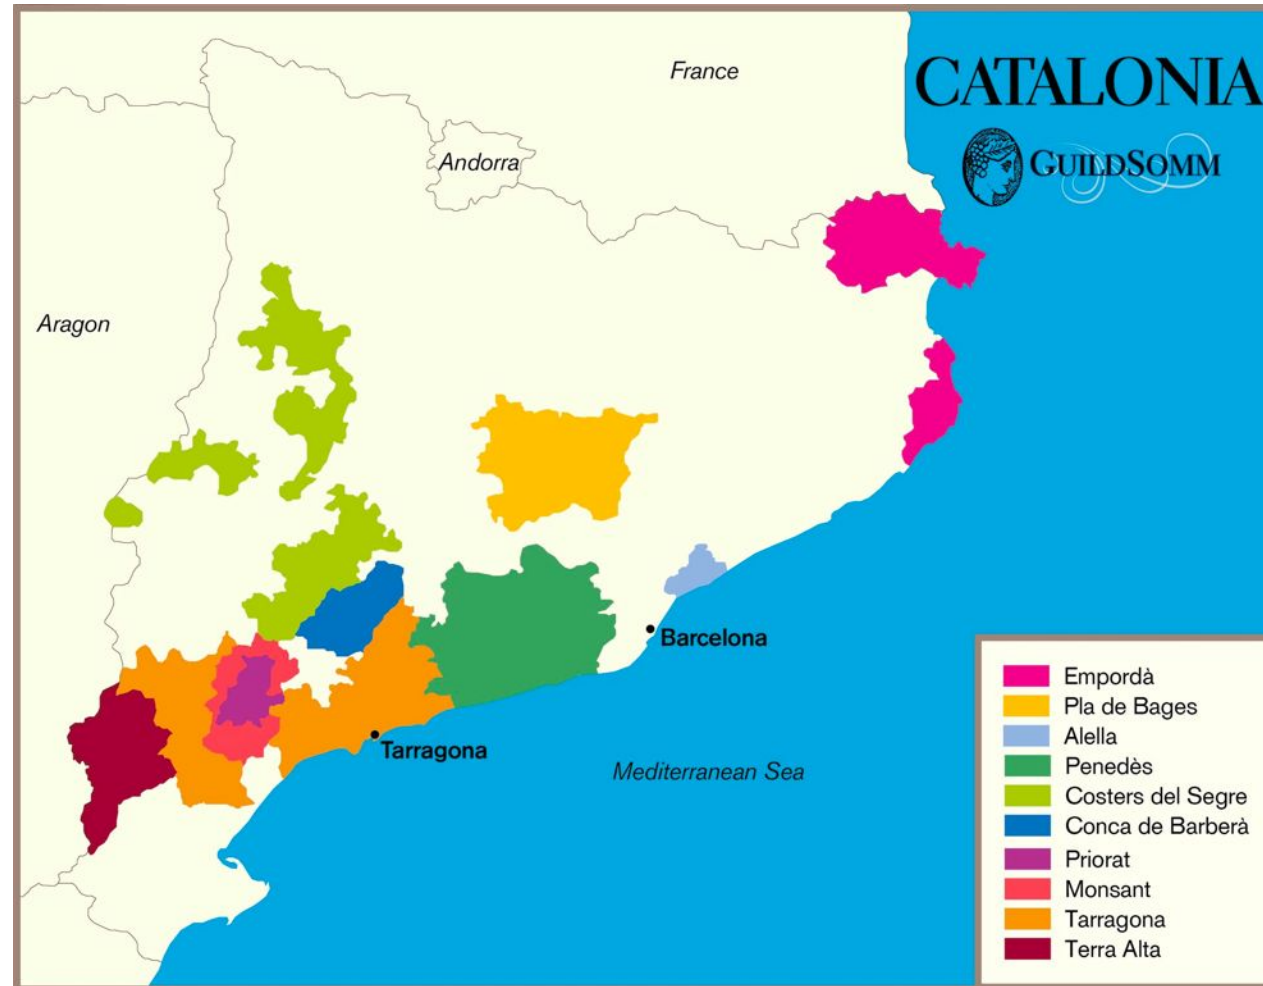 France
CATALONIA
GUILDSOMM
Andorra
Aragon
Barcelona
Tarragona
Mediterranean Sea
Empordà
Pla de Bages
Alella
Penedès
Costers del Segre
Conca de Barberà
Priorat
Monsant
Tarragona
Terra Alta